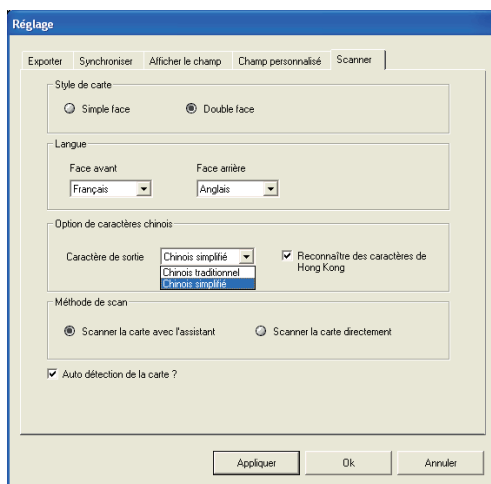 Réglage
Exporter Synchroniser Afficher le champ Champ personnalisé Scanner
Style de carte
Simple face Double face
Langue
Face avant Face arrière
Français Anglais
Option de caractères chinois
Caractère de sortie Chinois simplifié Reconnaître des caractères de
Hong Kong
Chinois traditionnel
Chinois simplifié
Méthode de scan
Scanner la carte avec l'assistant Scanner la carte directement
Auto détection de la carte ?
Appliquer Ok Annuler